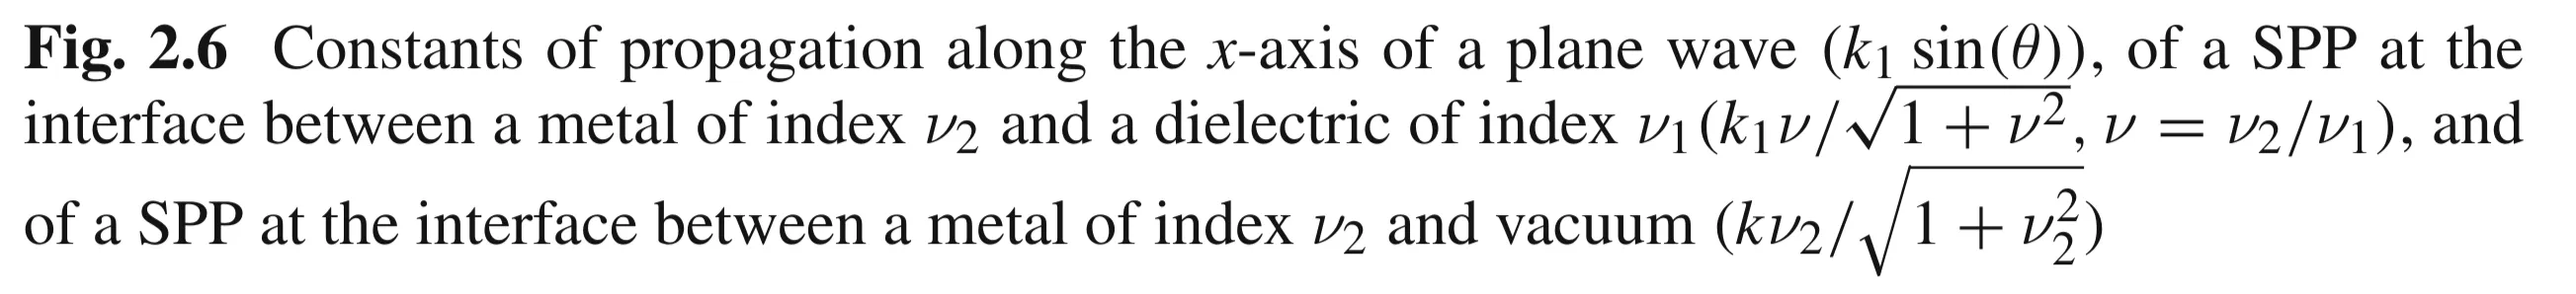 Fig. 2.6 Constants of propagation along the x-axis of a plane wave (k₁ sin(θ)), of a SPP at the
interface between a metal of index ν₂ and a dielectric of index ν₁(k₁ν/√(1 + ν²), ν = ν₂/ν₁), and
of a SPP at the interface between a metal of index ν₂ and vacuum (kν₂/√(1 + ν₂²))